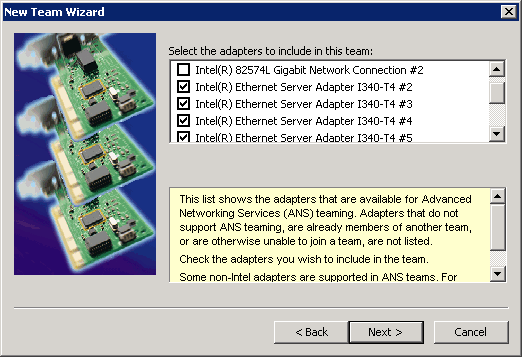 New Team Wizard
Select the adapters to include in this team:
Intel(R) 82574L Gigabit Network Connection #2
Intel(R) Ethernet Server Adapter I340-T4 #2
Intel(R) Ethernet Server Adapter I340-T4 #3
Intel(R) Ethernet Server Adapter I340-T4 #4
Intel(R) Ethernet Server Adapter I340-T4 #5
This list shows the adapters that are available for Advanced
Networking Services (ANS) teaming. Adapters that do not
support ANS teaming, are already members of another team,
or are otherwise unable to join a team, are not listed.
Check the adapters you wish to include in the team.
Some non-Intel adapters are supported in ANS teams. For
< Back
Next >
Cancel